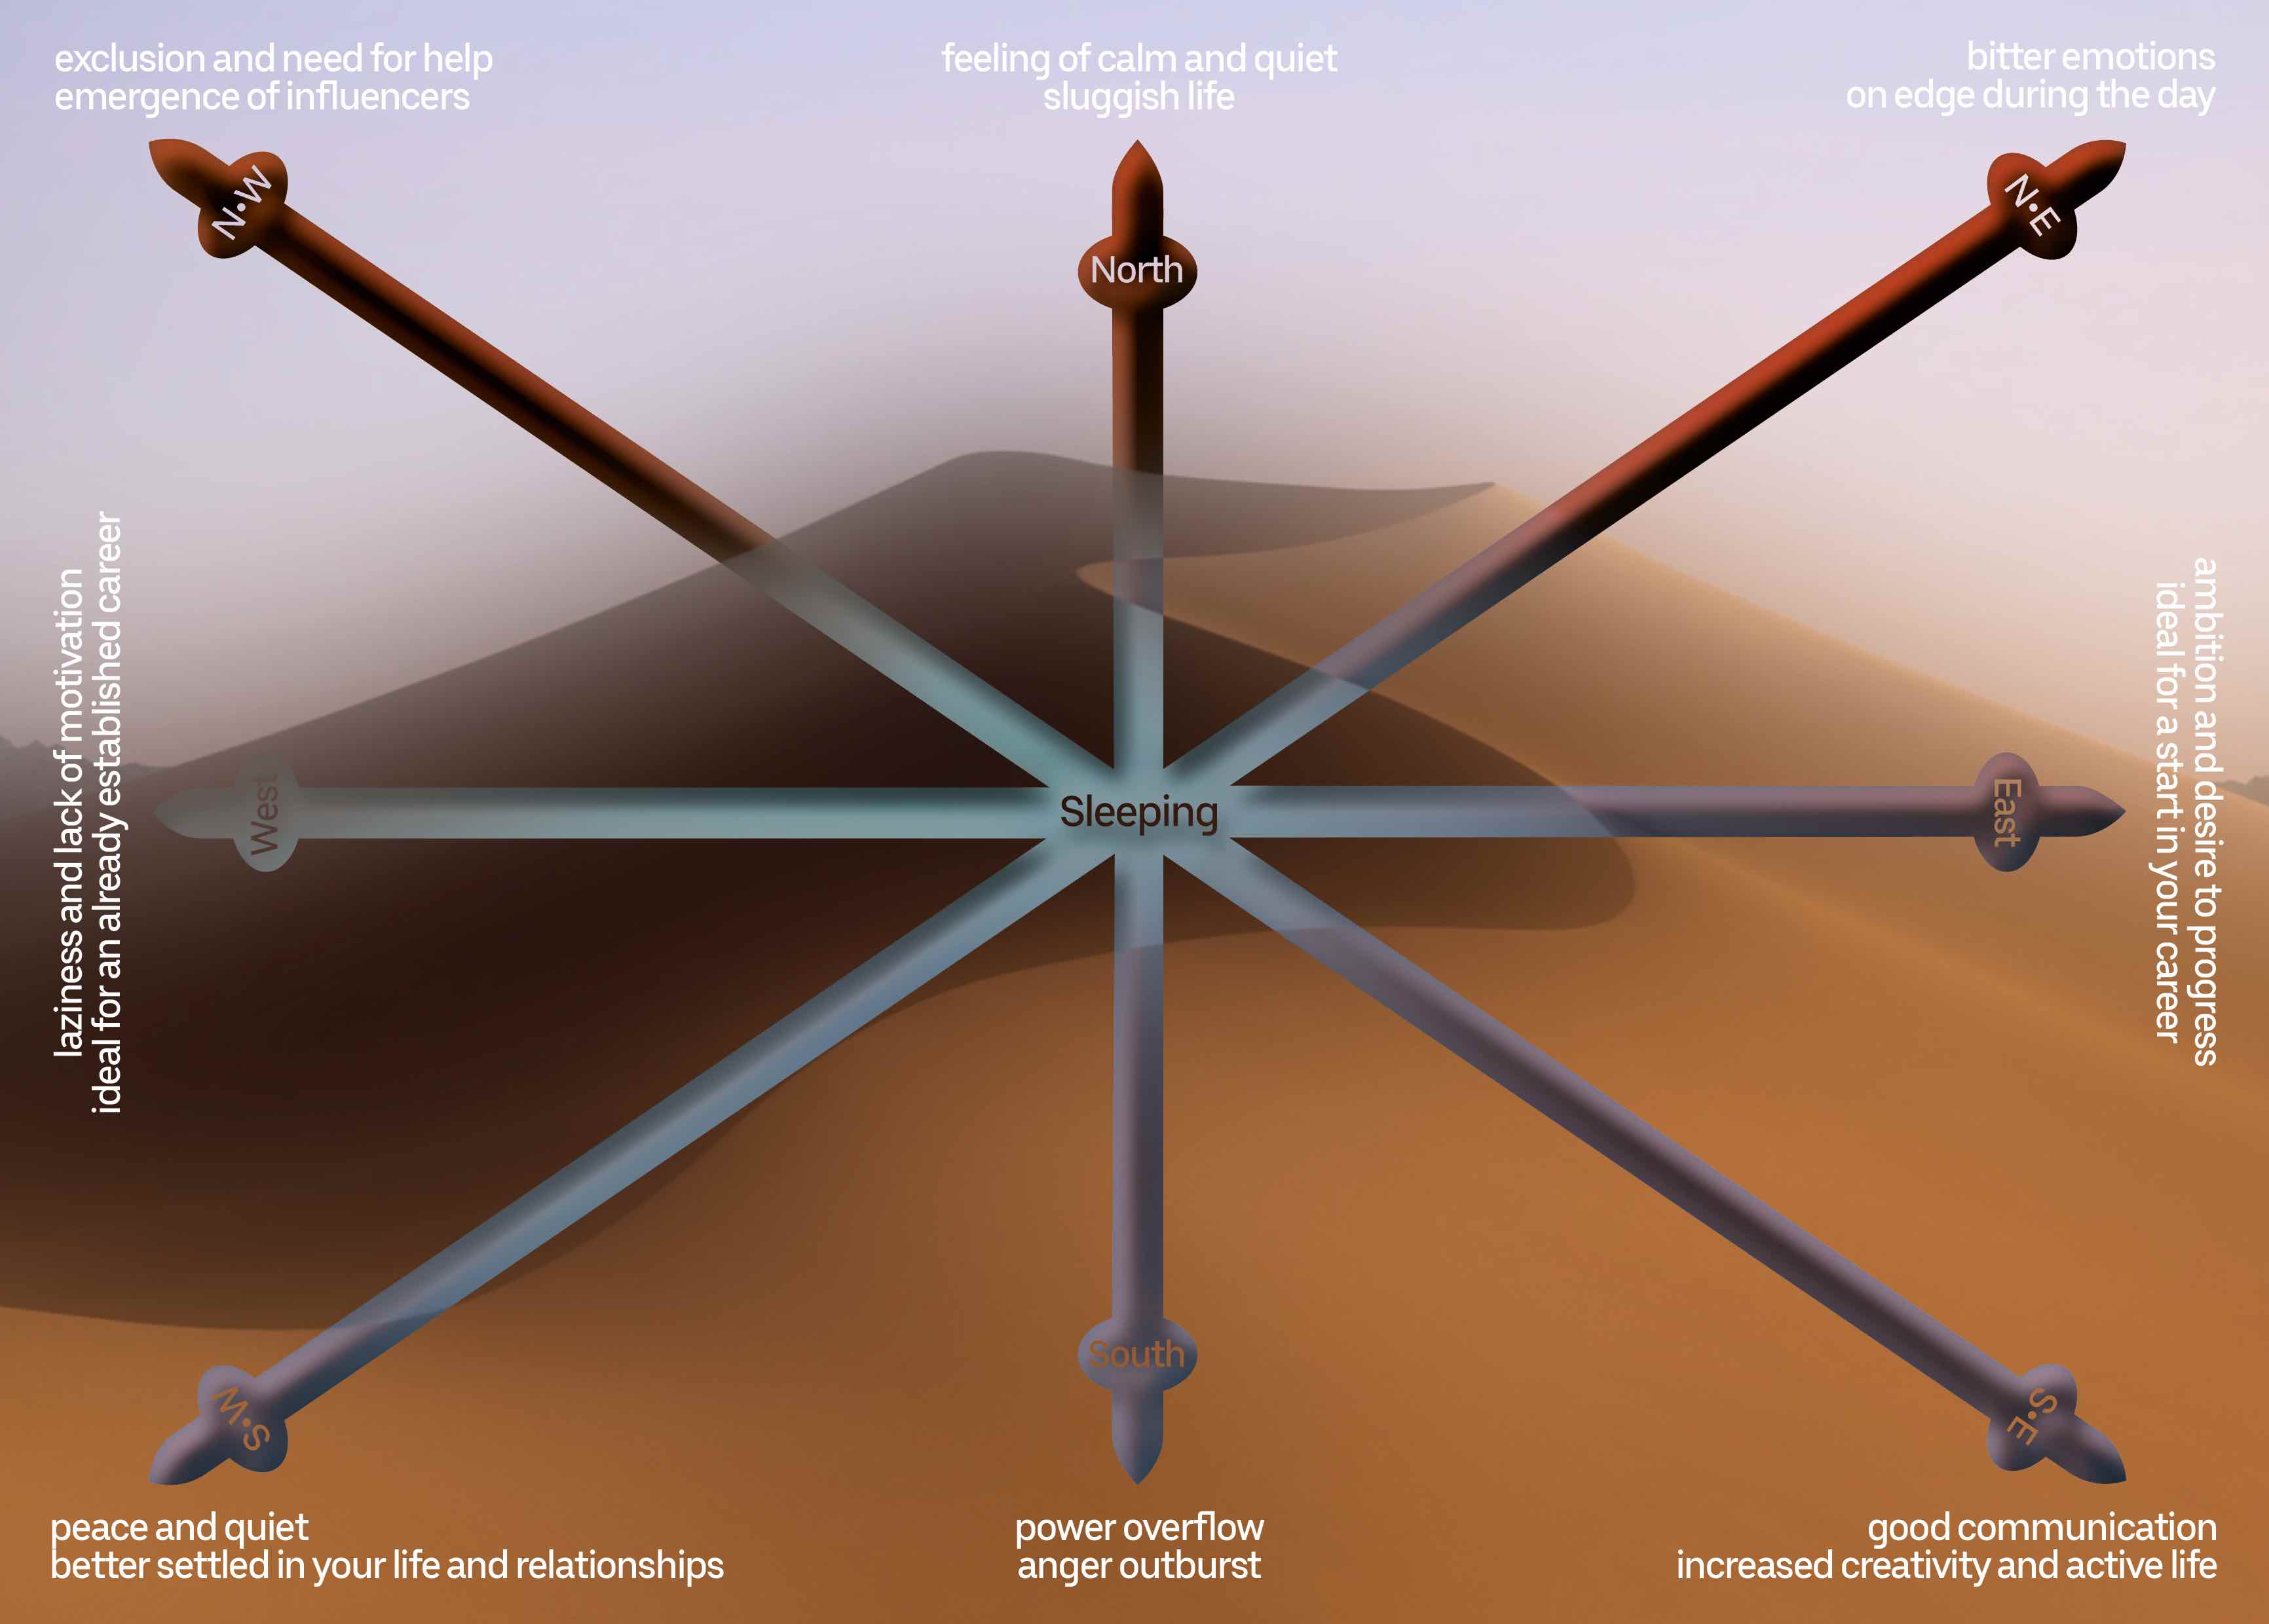 exclusion and need for help
emergence of influencers
feeling of calm and quiet
sluggish life
bitter emotions
on edge during the day
N•W
North
N•E
laziness and lack of motivation
ideal for an already established career
West
Sleeping
East
ambition and desire to progress
ideal for a start in your career
S•W
South
S•E
peace and quiet
better settled in your life and relationships
power overflow
anger outburst
good communication
increased creativity and active life